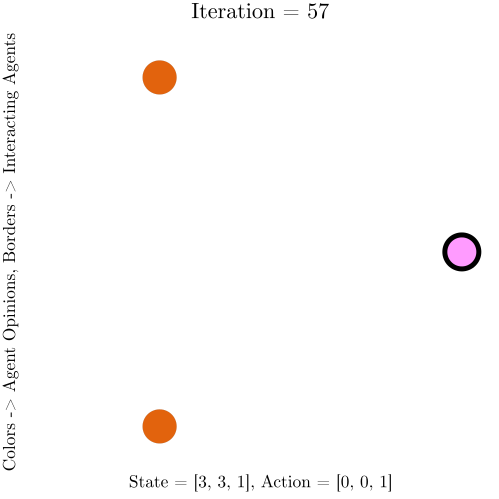 Iteration = 57
Colors -> Agent Opinions, Borders -> Interacting Agents
State = [3, 3, 1], Action = [0, 0, 1]